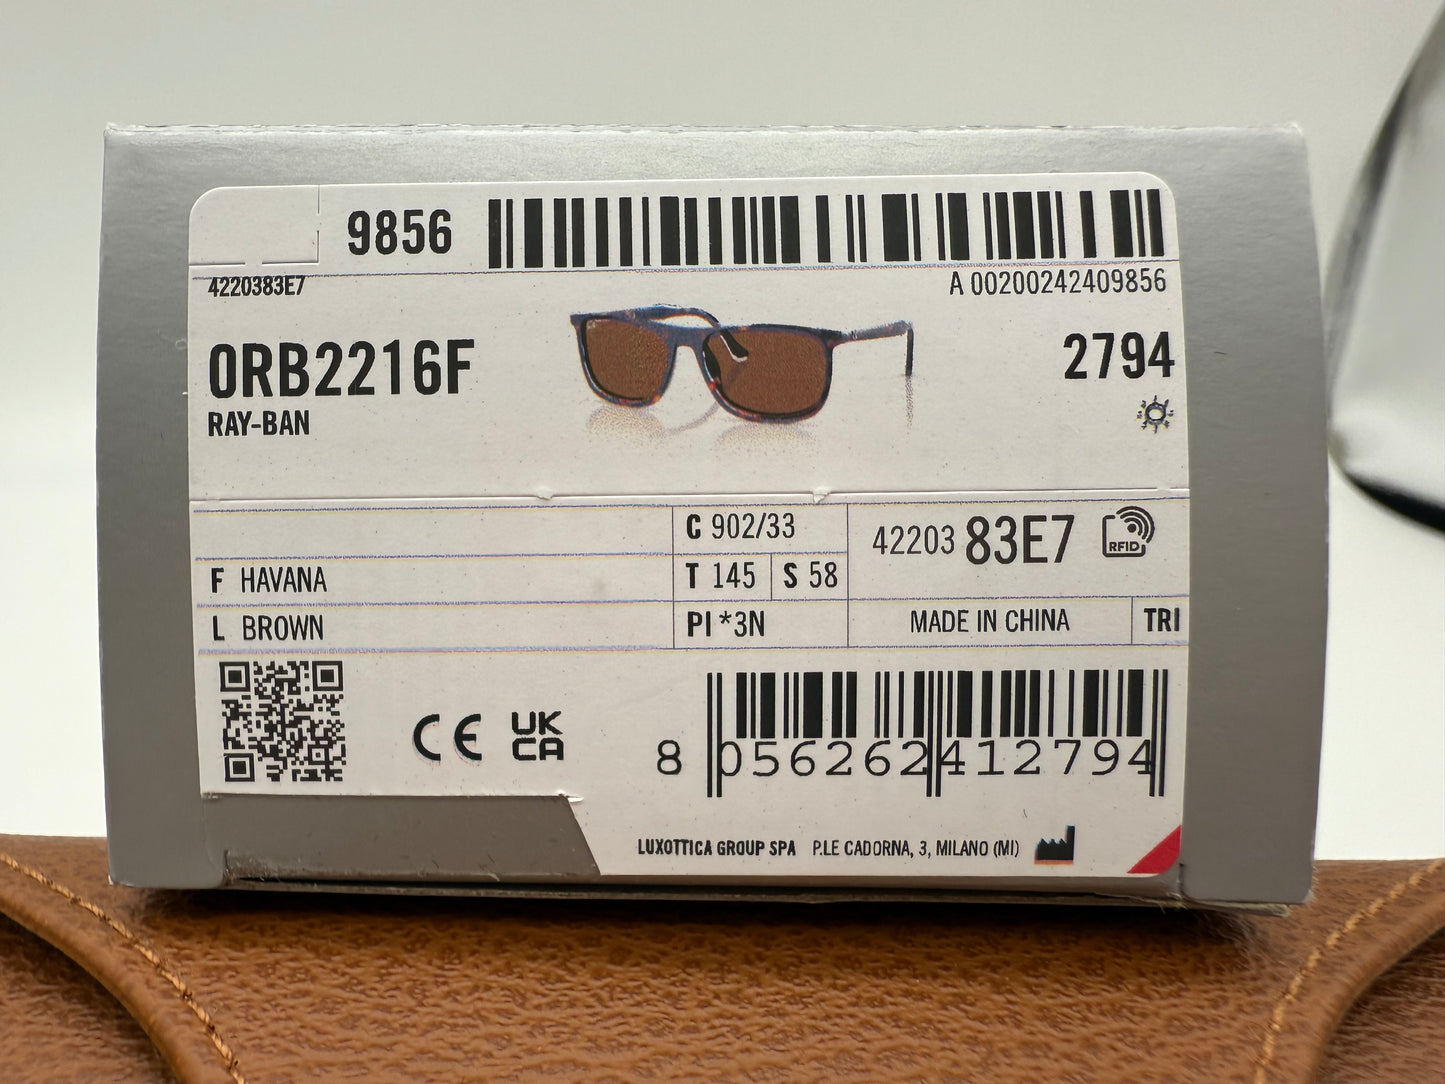 9856
4220383E7
A 00200242409856
0RB2216F
2794
RAY-BAN
C 902/33
42203 83E7
RFID
F HAVANA
T 145
S 58
L BROWN
PI *3N
MADE IN CHINA
TRI
CE
UK
CA
8 056262 412794
LUXOTTICA GROUP SPA P.LE CADORNA, 3, MILANO (MI)